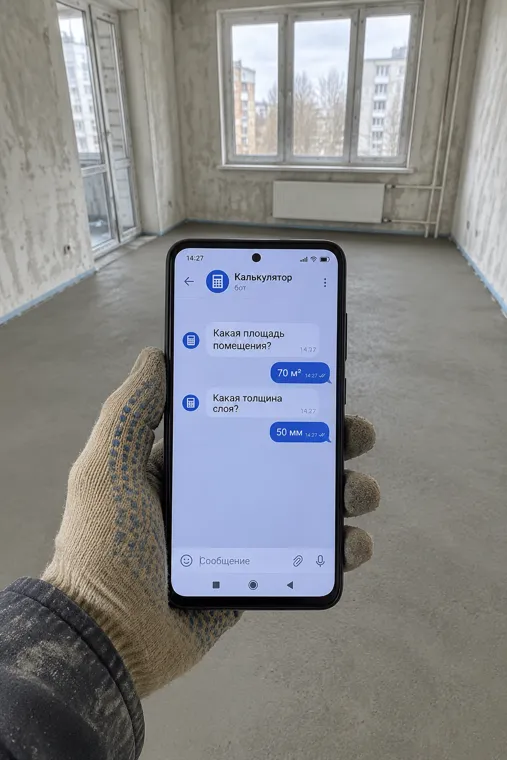 14:27
Калькулятор
бот
Какая площадь
помещения?
14:27
70 м² 14:27
Какая толщина
слоя?
14:27
50 мм 14:27
Сообщение